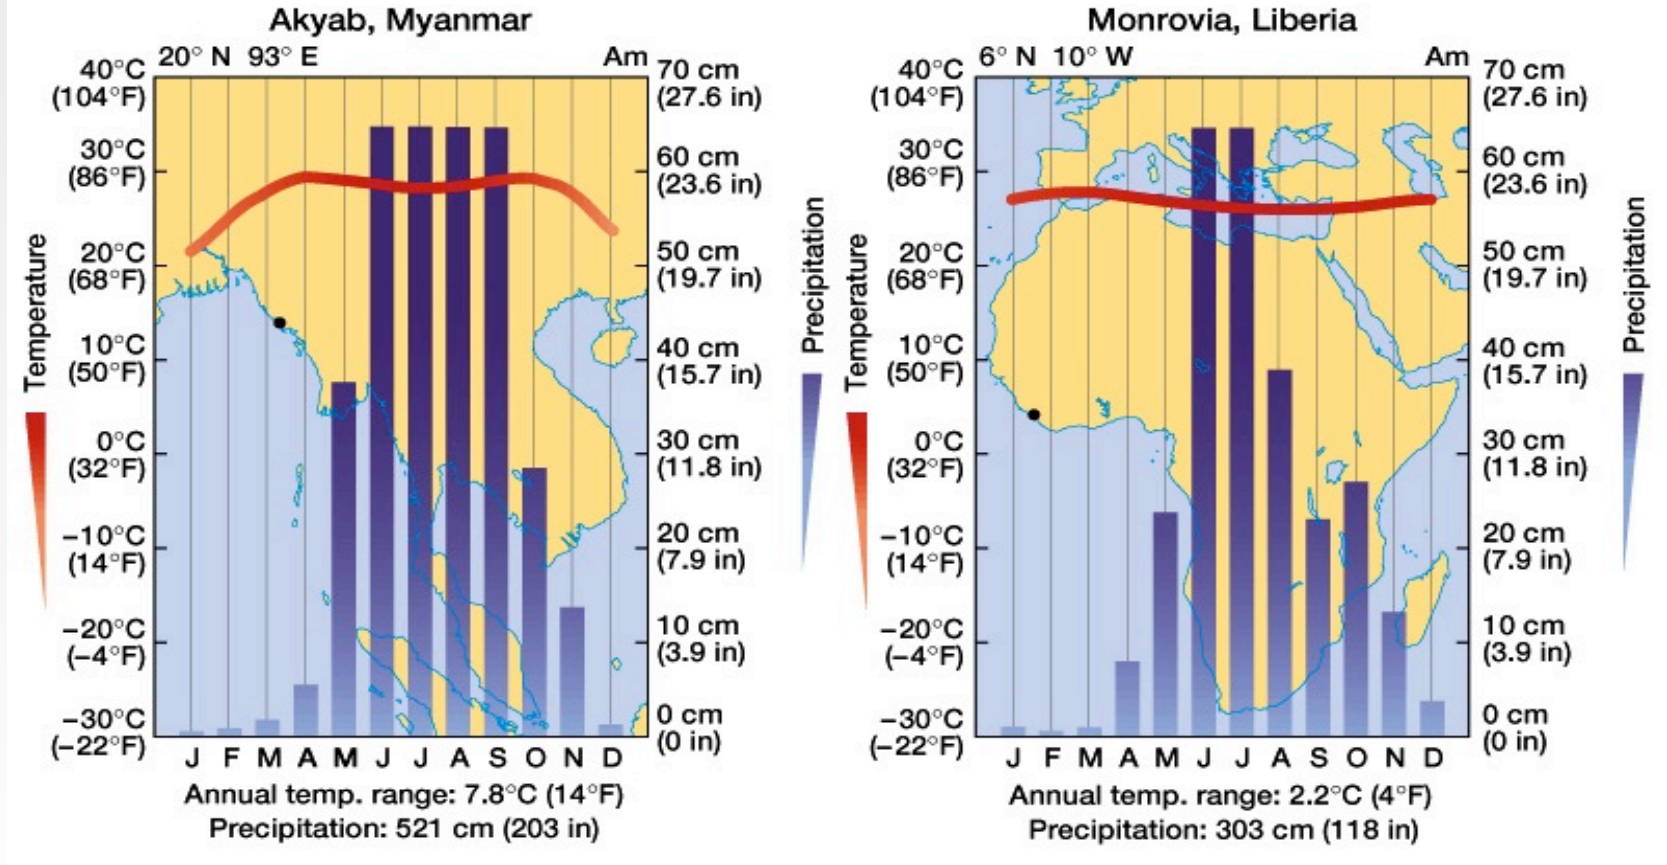 Akyab, Myanmar
20° N 93° E Am
40°C
(104°F)
30°C
(86°F)
20°C
(68°F)
10°C
(50°F)
0°C
(32°F)
−10°C
(14°F)
−20°C
(−4°F)
−30°C
(−22°F)
Temperature
70 cm
(27.6 in)
60 cm
(23.6 in)
50 cm
(19.7 in)
40 cm
(15.7 in)
30 cm
(11.8 in)
20 cm
(7.9 in)
10 cm
(3.9 in)
0 cm
(0 in)
Precipitation
J F M A M J J A S O N D
Annual temp. range: 7.8°C (14°F)
Precipitation: 521 cm (203 in)
Monrovia, Liberia
6° N 10° W Am
40°C
(104°F)
30°C
(86°F)
20°C
(68°F)
10°C
(50°F)
0°C
(32°F)
−10°C
(14°F)
−20°C
(−4°F)
−30°C
(−22°F)
Temperature
70 cm
(27.6 in)
60 cm
(23.6 in)
50 cm
(19.7 in)
40 cm
(15.7 in)
30 cm
(11.8 in)
20 cm
(7.9 in)
10 cm
(3.9 in)
0 cm
(0 in)
Precipitation
J F M A M J J A S O N D
Annual temp. range: 2.2°C (4°F)
Precipitation: 303 cm (118 in)